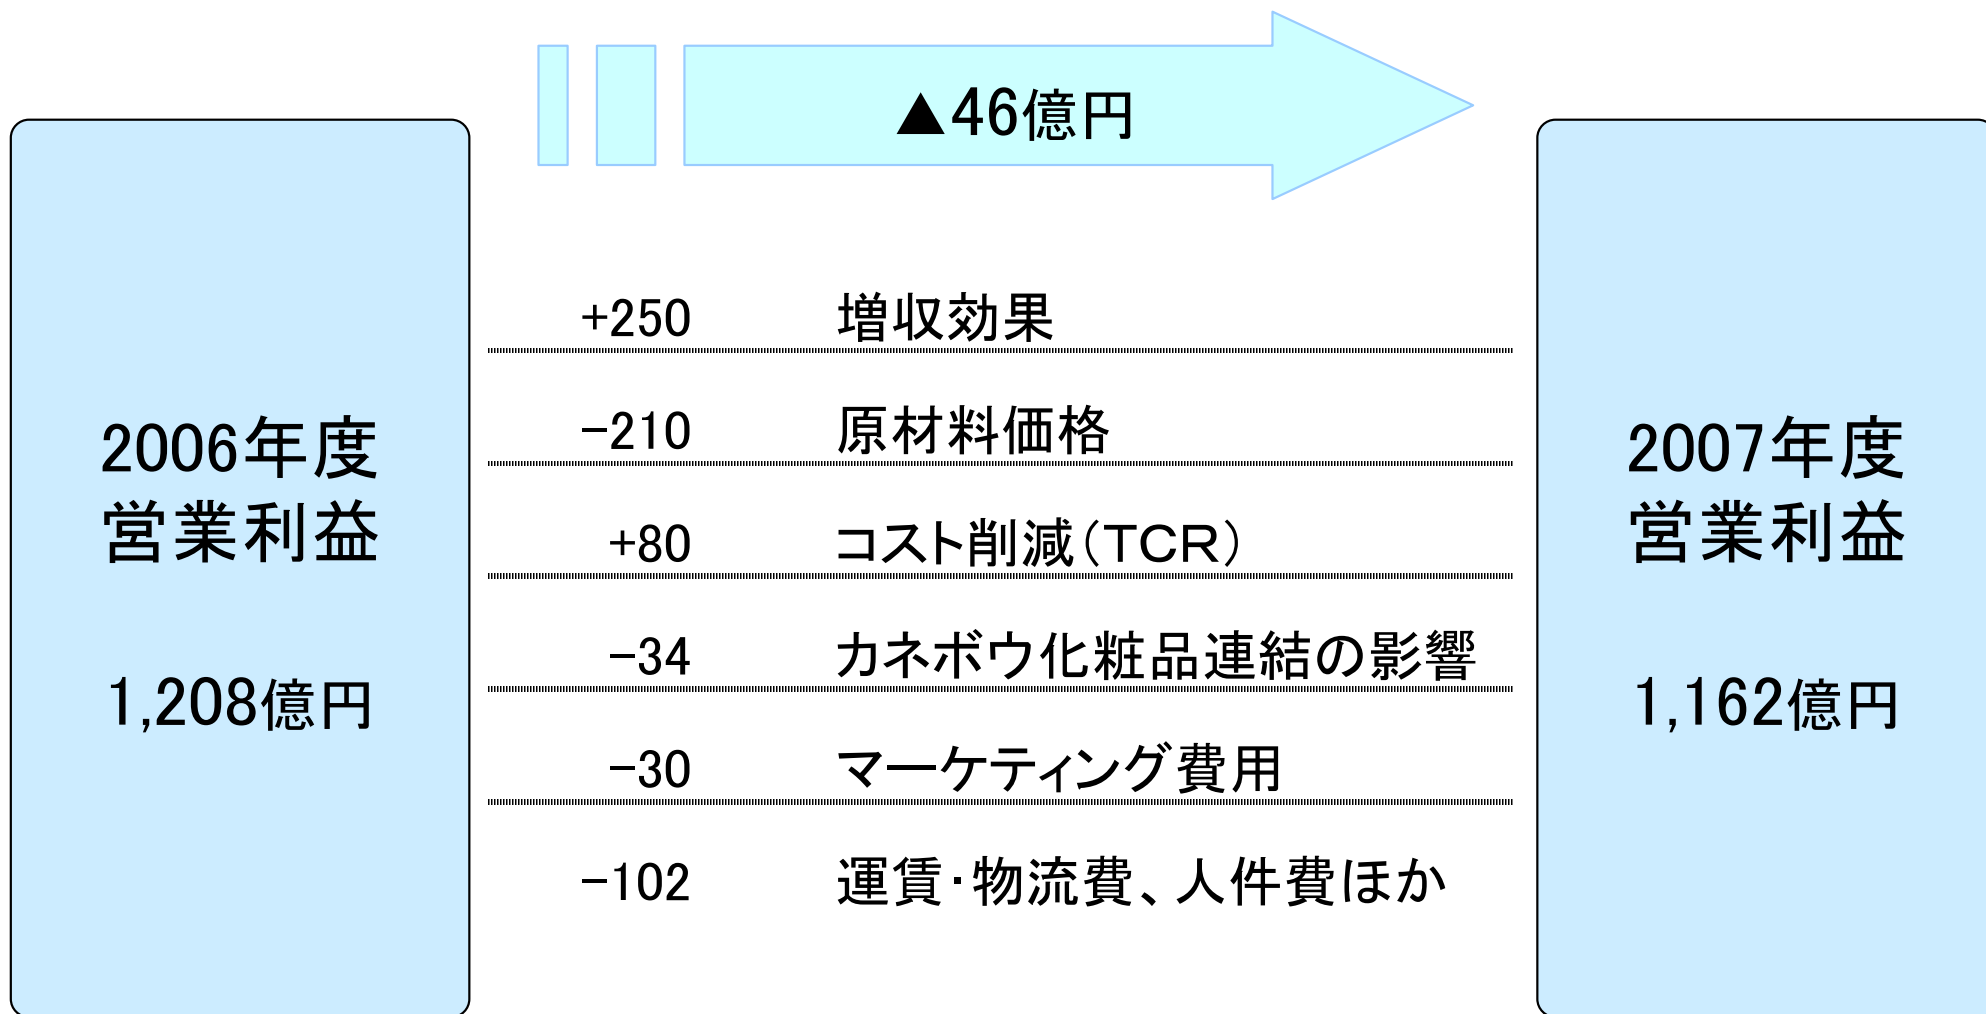 ▲46億円
2006年度
営業利益
1,208億円
+250 増収効果
−210 原材料価格
+80 コスト削減（TCR）
−34 カネボウ化粧品連結の影響
−30 マーケティング費用
−102 運賃・物流費、人件費ほか
2007年度
営業利益
1,162億円